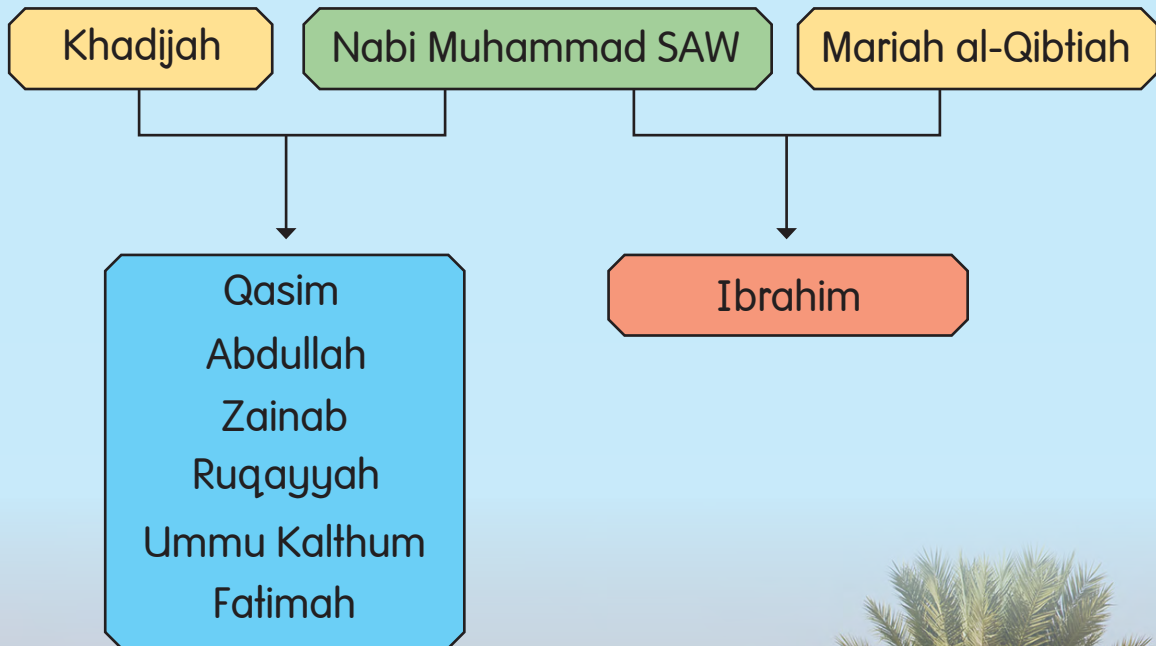 Khadijah
Nabi Muhammad SAW
Mariah al-Qibtiah
Qasim
Abdullah
Zainab
Ruqayyah
Ummu Kalthum
Fatimah
Ibrahim